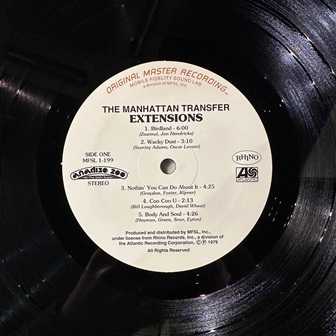 ORIGINAL MASTER RECORDING™
MOBILE FIDELITY SOUND LAB
a division of MFSL, INC.
THE MANHATTAN TRANSFER
EXTENSIONS
1. Birdland - 6:00
(Zawinul, Jon Hendricks)
2. Wacky Dust - 3:10
(Stanley Adams, Oscar Levant)
SIDE ONE
MFSL 1-199
paradise zoo
STEREO
RHINO
ATLANTIC
3. Nothin' You Can Do About It - 4:25
(Graydon, Foster, Kipner)
4. Coo Coo U - 2:13
(Bill Loughborough, David Wheat)
5. Body And Soul - 4:26
(Heyman, Green, Sour, Eyton)
Produced and distributed by MFSL, Inc.,
under license from Rhino Records, Inc., a division of
the Atlantic Recording Corporation, ©℗ 1979
All Rights Reserved